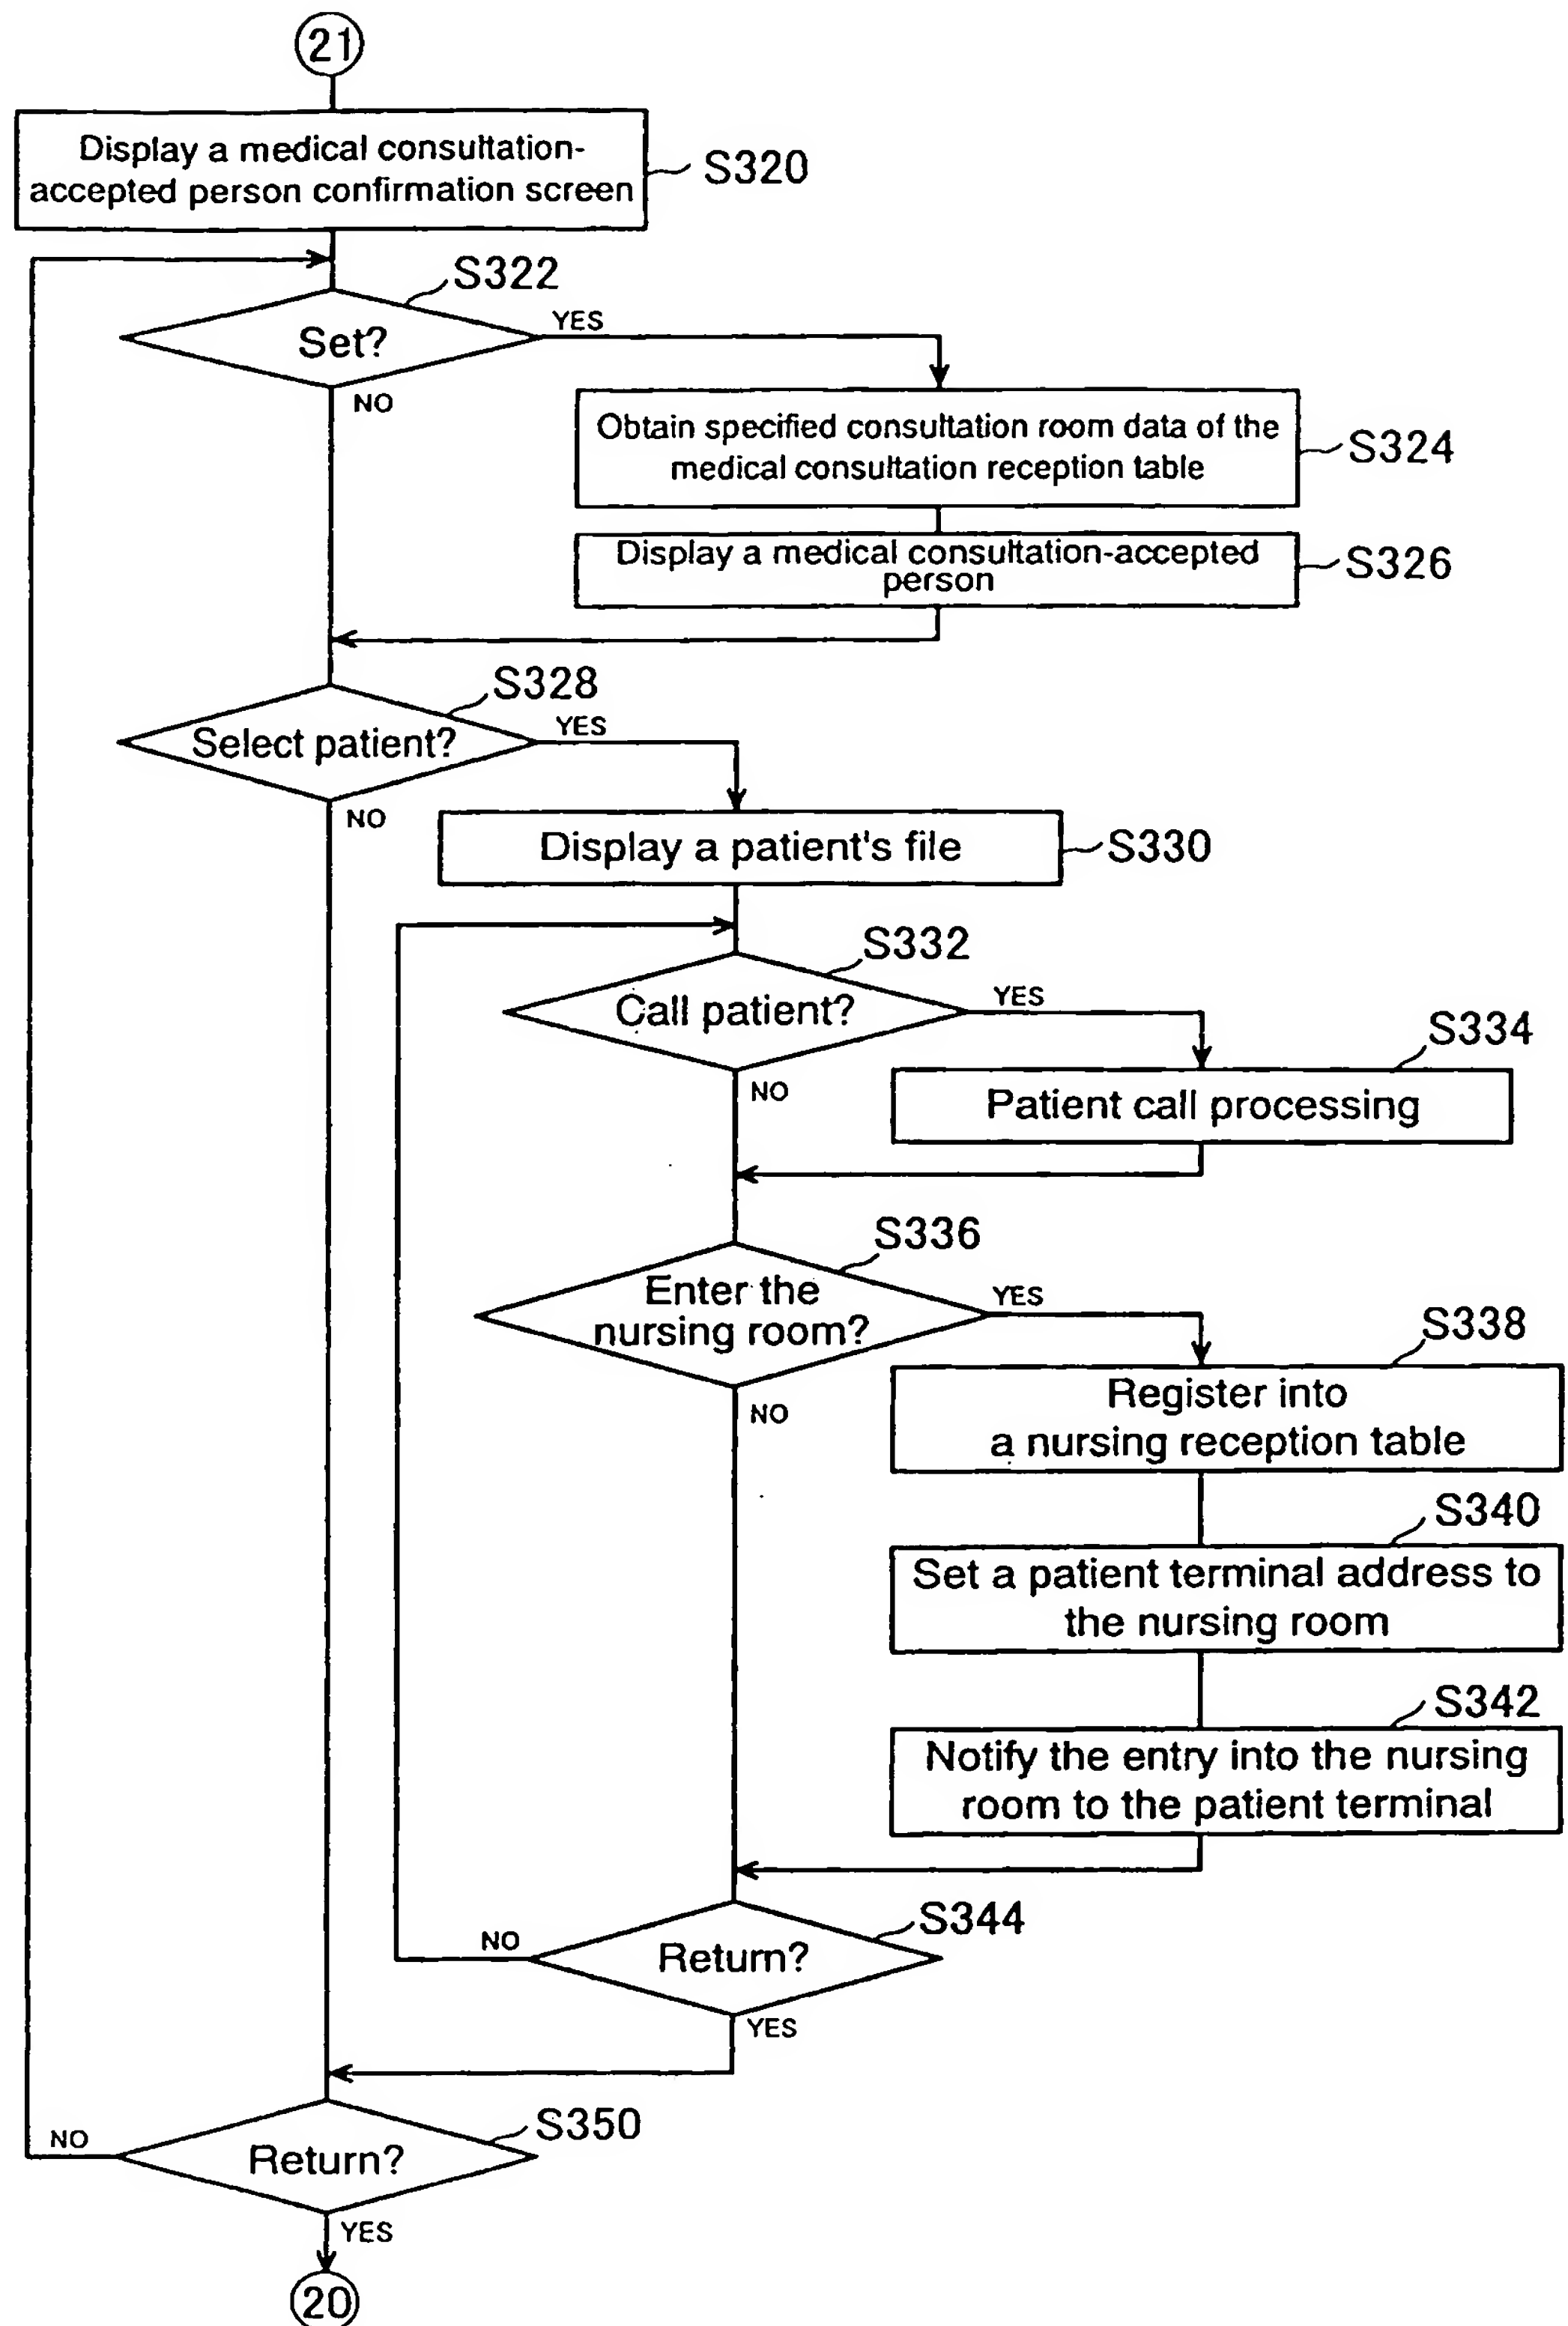 21
Display a medical consultation-
accepted person confirmation screen
S320
S322
Set?
YES
NO
Obtain specified consultation room data of the
medical consultation reception table
S324
Display a medical consultation-accepted
person
S326
S328
Select patient?
YES
NO
Display a patient's file
S330
S332
Call patient?
YES
NO
S334
Patient call processing
S336
Enter the
nursing room?
YES
NO
S338
Register into
a nursing reception table
S340
Set a patient terminal address to
the nursing room
S342
Notify the entry into the nursing
room to the patient terminal
S344
NO
Return?
YES
S350
NO
Return?
YES
20